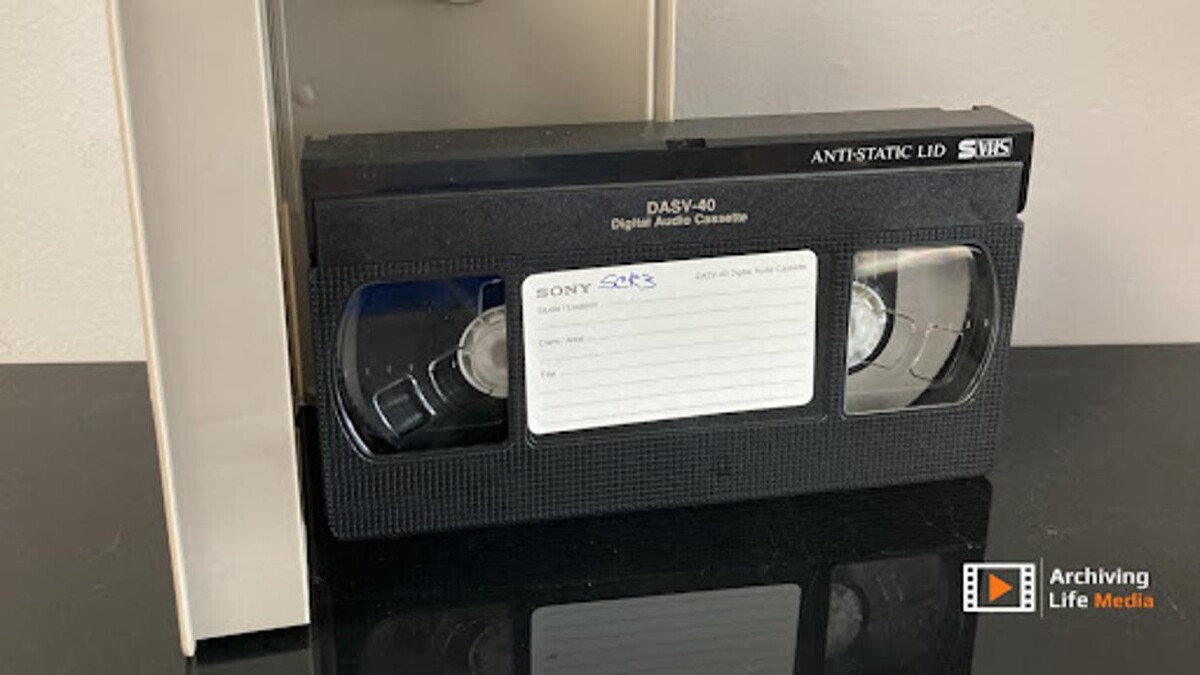 ANTI-STATIC LID SVHS
DASV-40
Digital Audio Cassette
SONY SCR3 DASV-40 Digital Audio Cassette
Studio / Location
Client / Artist
Title
Archiving
Life Media